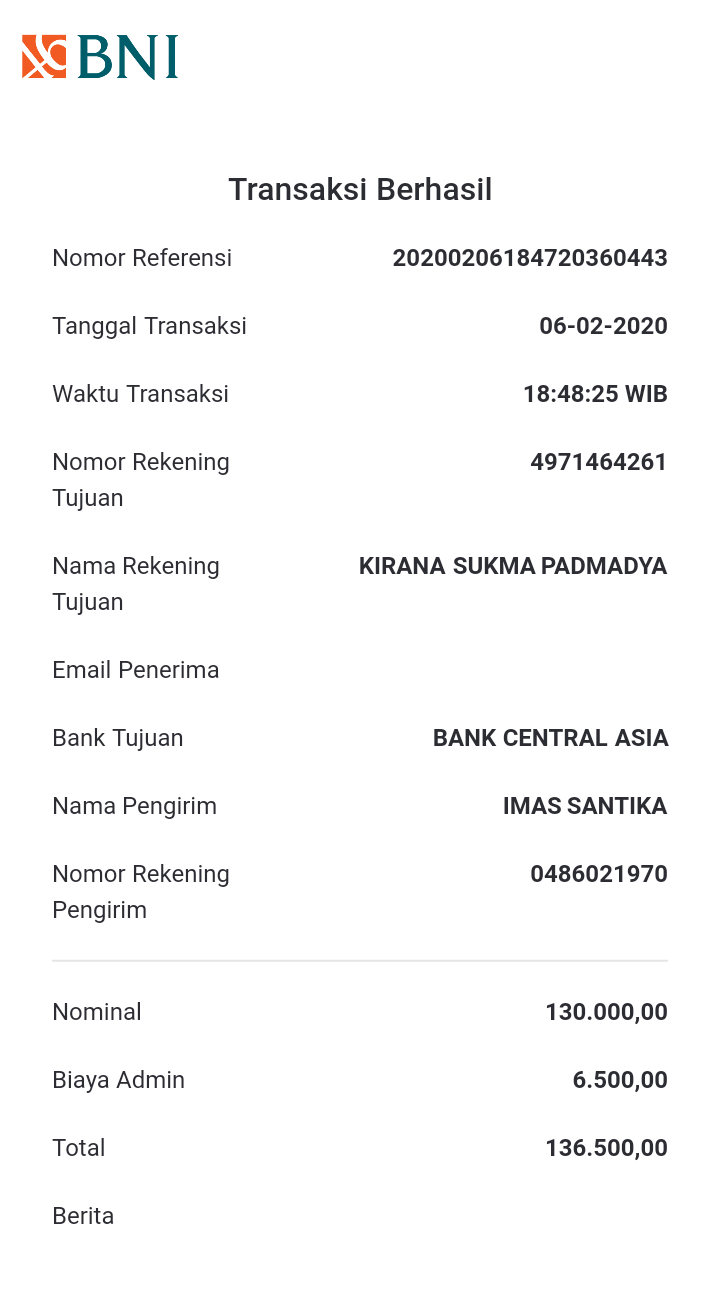 BNI
Transaksi Berhasil
Nomor Referensi 20200206184720360443
Tanggal Transaksi 06-02-2020
Waktu Transaksi 18:48:25 WIB
Nomor Rekening 4971464261
Tujuan
Nama Rekening KIRANA SUKMA PADMADYA
Tujuan
Email Penerima
Bank Tujuan BANK CENTRAL ASIA
Nama Pengirim IMAS SANTIKA
Nomor Rekening 0486021970
Pengirim
Nominal 130.000,00
Biaya Admin 6.500,00
Total 136.500,00
Berita